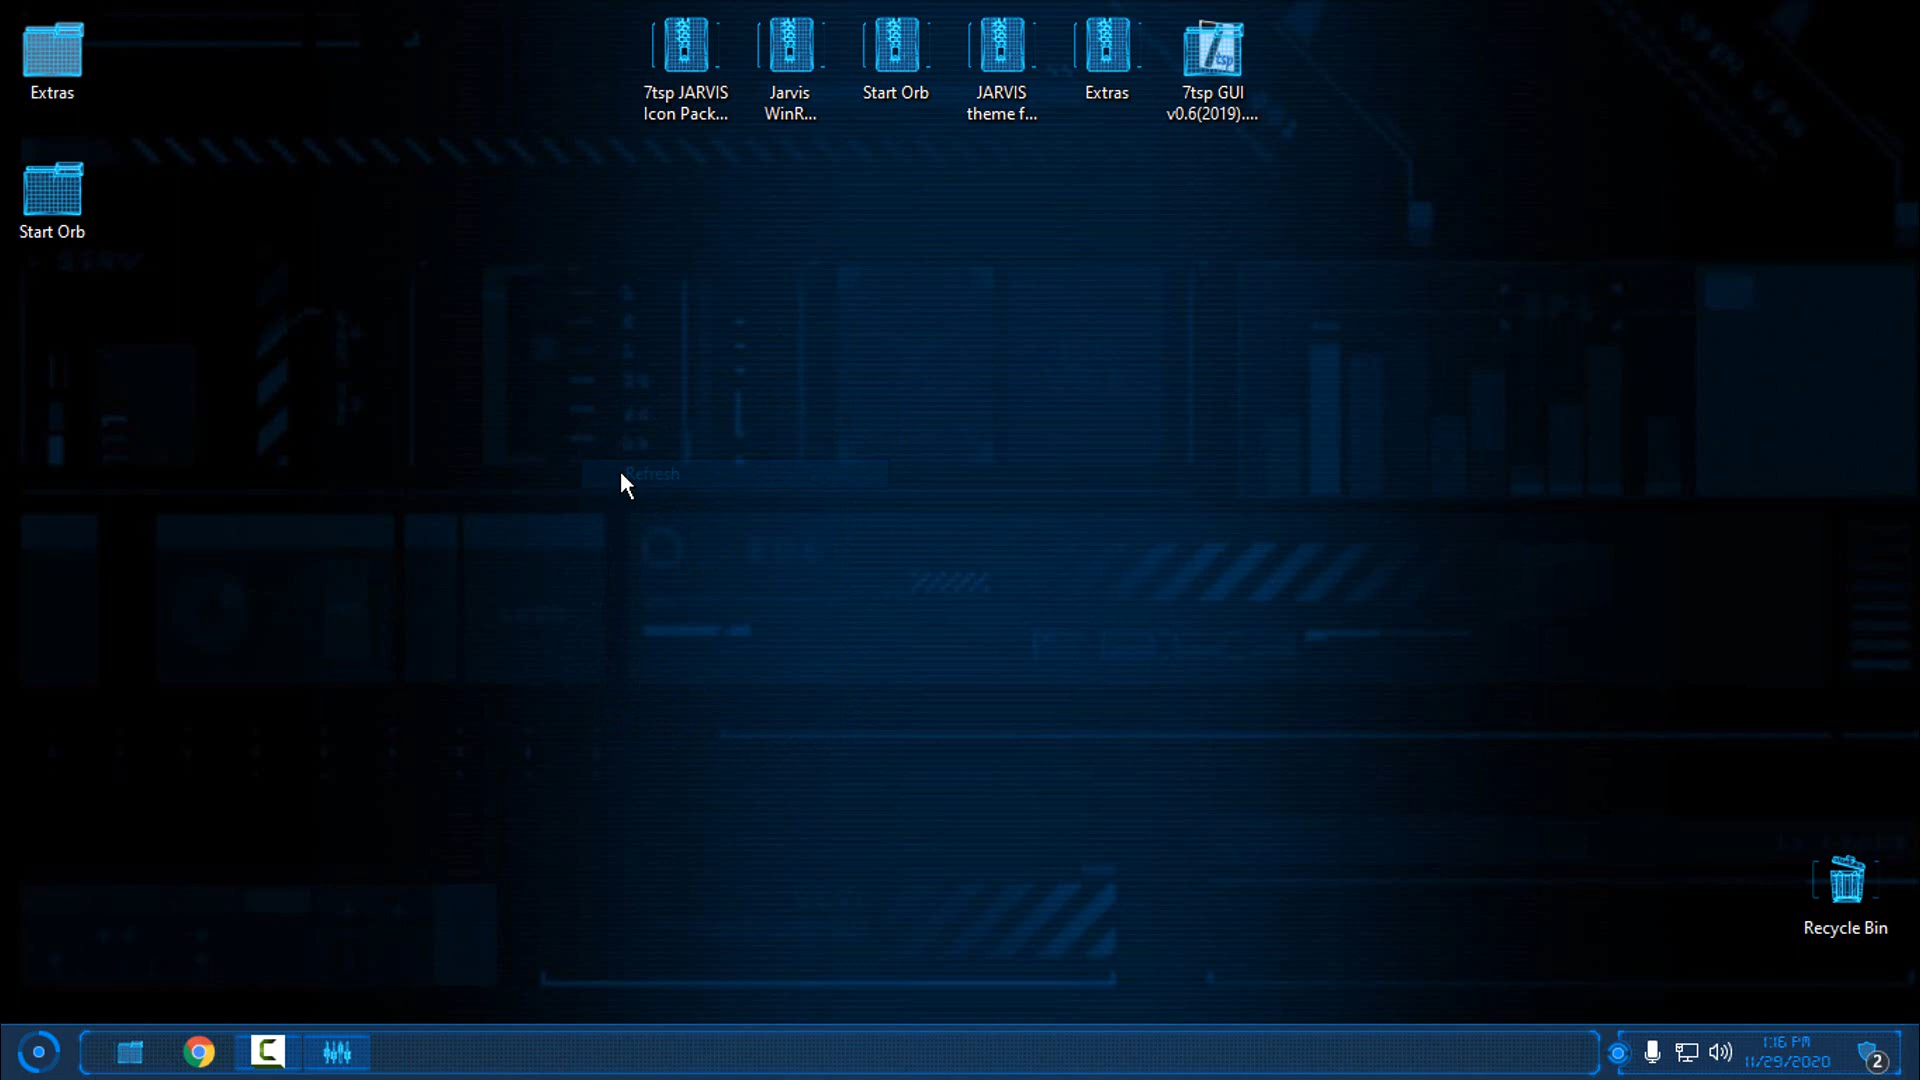 Extras
7tsp JARVIS
Icon Pack...
Jarvis
WinR...
Start Orb
JARVIS
theme f...
Extras
7tsp GUI
v0.6(2019)....
Start Orb
Refresh
Recycle Bin
1:16 PM
11/29/2020
2